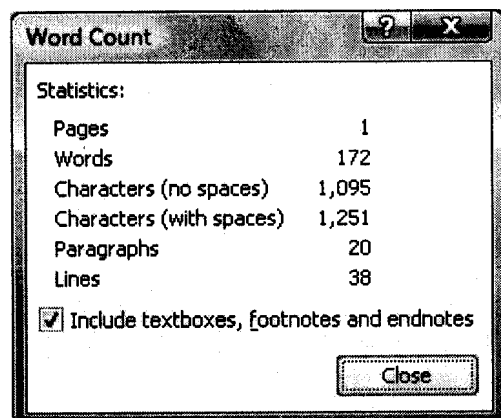 Word Count
? X
Statistics:
Pages 1
Words 172
Characters (no spaces) 1,095
Characters (with spaces) 1,251
Paragraphs 20
Lines 38
Include textboxes, footnotes and endnotes
Close